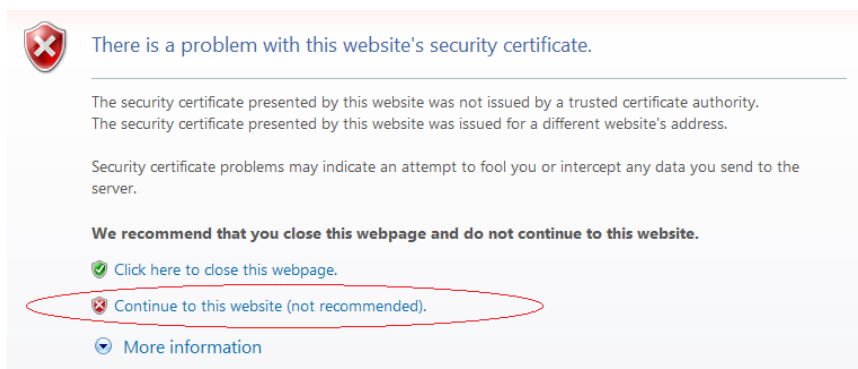 There is a problem with this website's security certificate.
The security certificate presented by this website was not issued by a trusted certificate authority.
The security certificate presented by this website was issued for a different website's address.
Security certificate problems may indicate an attempt to fool you or intercept any data you send to the
server.
We recommend that you close this webpage and do not continue to this website.
Click here to close this webpage.
Continue to this website (not recommended).
More information